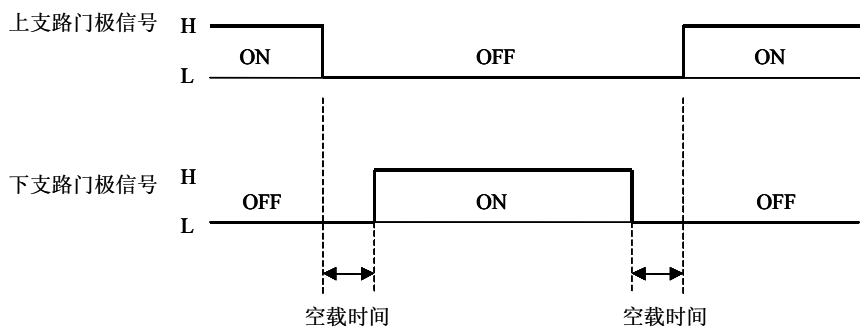 上支路门极信号 H
ON OFF ON
L
下支路门极信号 H
OFF ON OFF
L
空载时间 空载时间